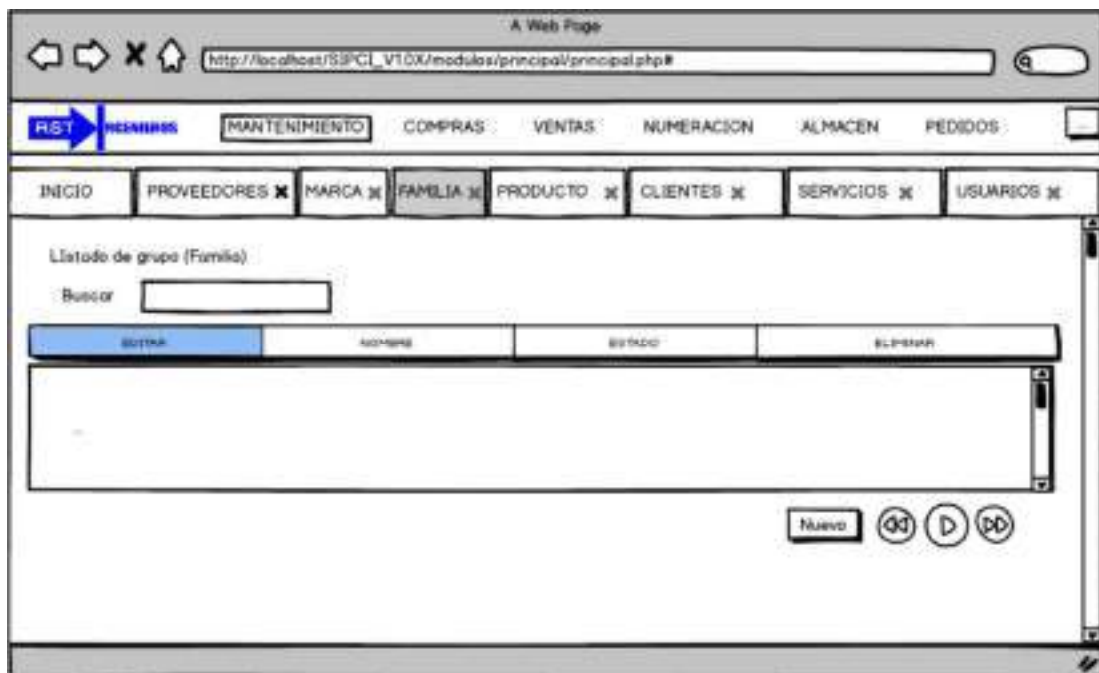 A Web Page
http://localhost/SIPCI_V10X/modulos/principal/principal.php#
RST INGENIEROS MANTENIMIENTO COMPRAS VENTAS NUMERACION ALMACEN PEDIDOS
INICIO PROVEEDORES MARCA FAMILIA PRODUCTO CLIENTES SERVICIOS USUARIOS
Listado de grupo (Familia)
Buscar
EDITAR NOMBRE ESTADO ELIMINAR
Nuevo